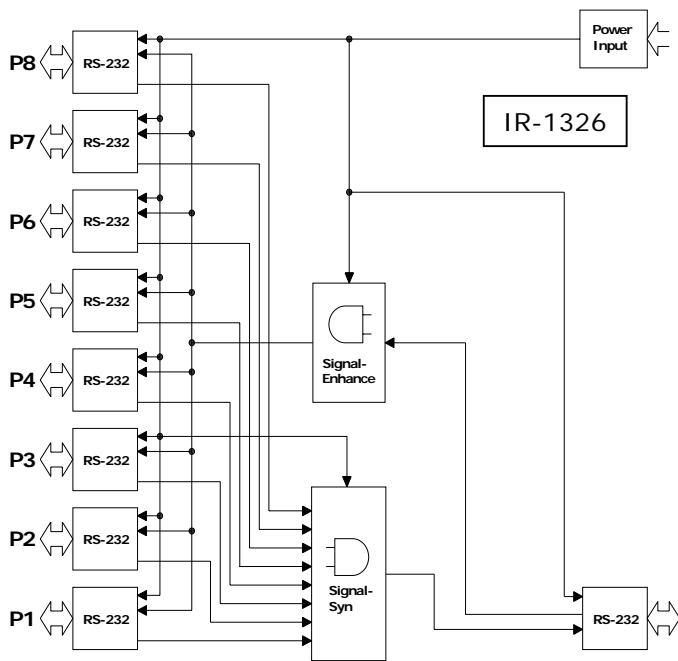 Power
Input
P8
RS-232
IR-1326
P7
RS-232
P6
RS-232
P5
RS-232
Signal-
Enhance
P4
RS-232
P3
RS-232
P2
RS-232
Signal-
Syn
P1
RS-232
RS-232